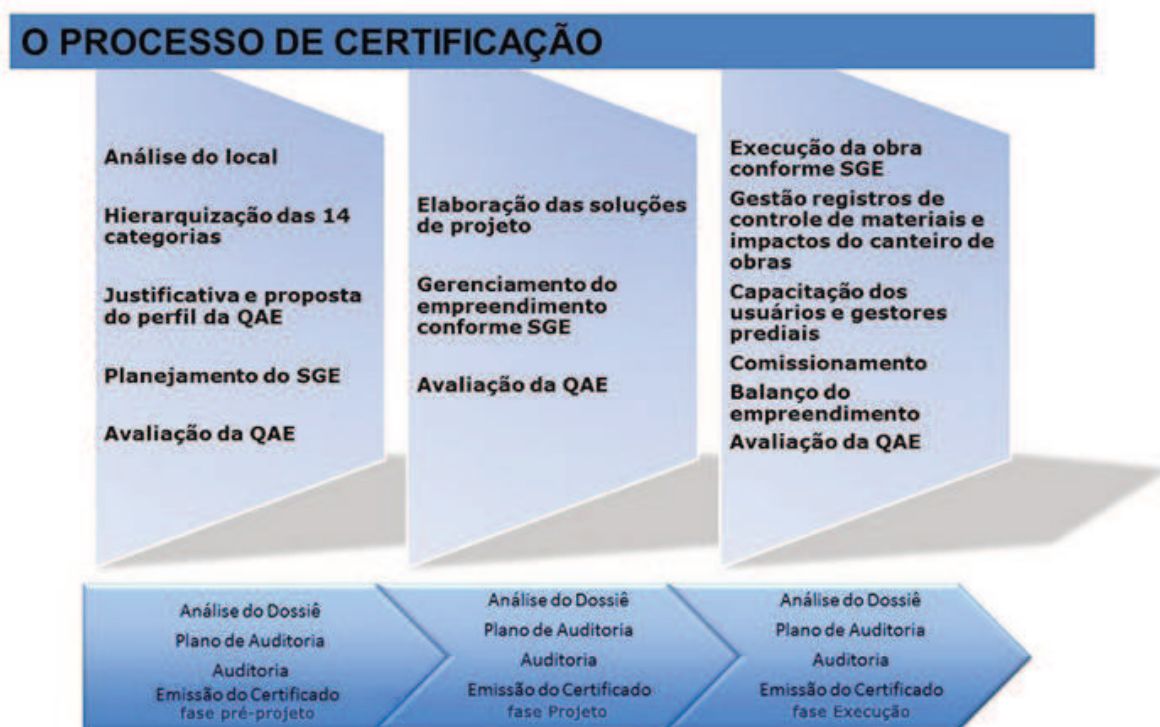 O PROCESSO DE CERTIFICAÇÃO
Análise do local
Hierarquização das 14
categorias
Justificativa e proposta
do perfil da QAE
Planejamento do SGE
Avaliação da QAE
Elaboração das soluções
de projeto
Gerenciamento do
empreendimento
conforme SGE
Avaliação da QAE
Execução da obra
conforme SGE
Gestão registros de
controle de materiais e
impactos do canteiro de
obras
Capacitação dos
usuários e gestores
prediais
Comissionamento
Balanço do
empreendimento
Avaliação da QAE
Análise do Dossiê
Plano de Auditoria
Auditoria
Emissão do Certificado
fase pré-projeto
Análise do Dossiê
Plano de Auditoria
Auditoria
Emissão do Certificado
fase Projeto
Análise do Dossiê
Plano de Auditoria
Auditoria
Emissão do Certificado
fase Execução